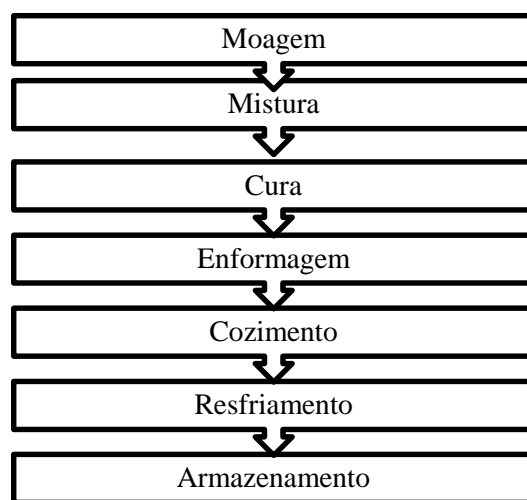 Moagem
Mistura
Cura
Enformagem
Cozimento
Resfriamento
Armazenamento